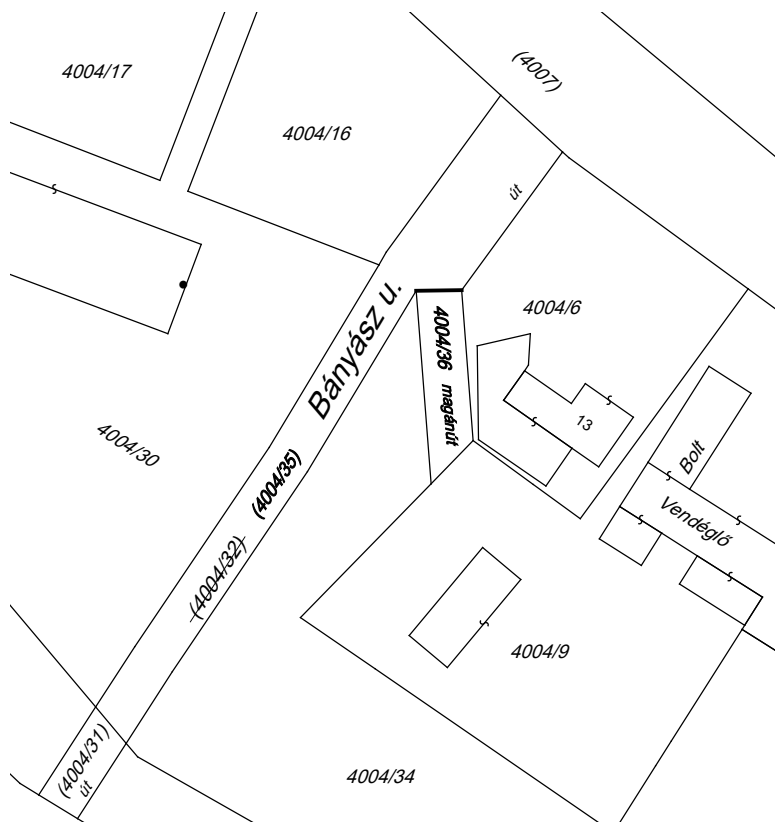 4004/17
(4007)
4004/16
út
4004/6
Bányász u.
4004/36 magánút
13
4004/30
Bolt
(4004/35)
Vendéglő
(4004/32)
4004/9
(4004/31)
út
4004/34